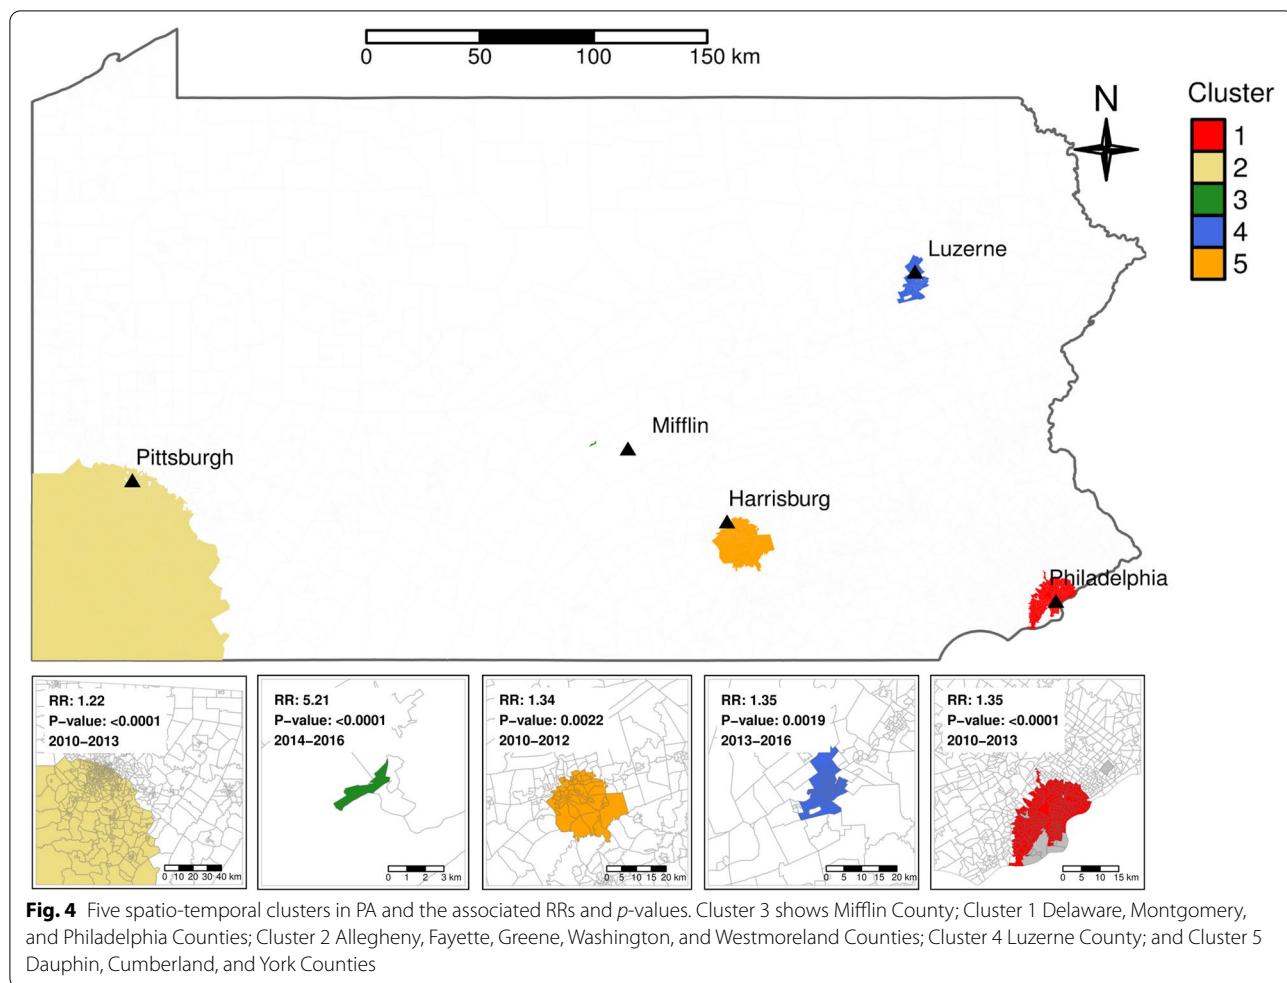 0 50 100 150 km
N
Cluster
1
2
3
4
5
Luzerne
Mifflin
Pittsburgh
Harrisburg
Philadelphia
RR: 1.22
P-value: <0.0001
2010-2013
0 10 20 30 40 km
RR: 5.21
P-value: <0.0001
2014-2016
0 1 2 3 km
RR: 1.34
P-value: 0.0022
2010-2012
0 5 10 15 20 km
RR: 1.35
P-value: 0.0019
2013-2016
0 5 10 15 20 km
RR: 1.35
P-value: <0.0001
2010-2013
0 5 10 15 km
Fig. 4 Five spatio-temporal clusters in PA and the associated RRs and p-values. Cluster 3 shows Mifflin County; Cluster 1 Delaware, Montgomery,
and Philadelphia Counties; Cluster 2 Allegheny, Fayette, Greene, Washington, and Westmoreland Counties; Cluster 4 Luzerne County; and Cluster 5
Dauphin, Cumberland, and York Counties